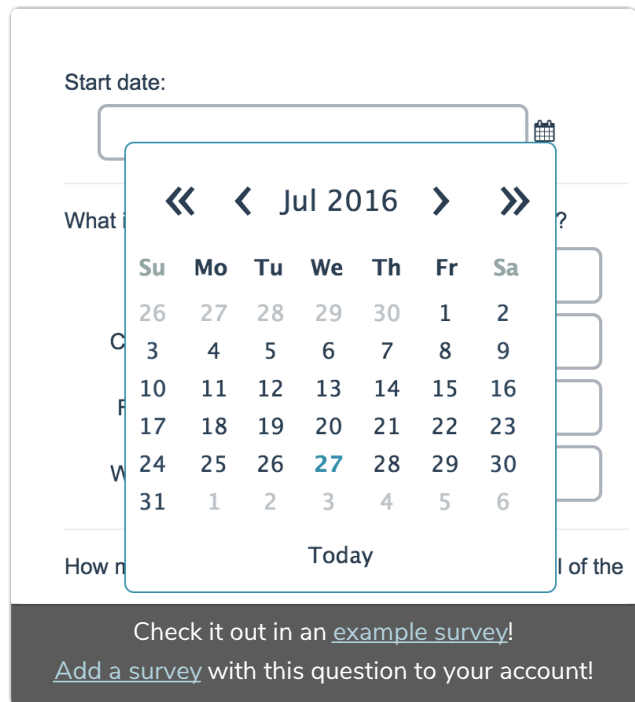 Start date:
« ‹ Jul 2016 › »
What i ?
Su Mo Tu We Th Fr Sa
26 27 28 29 30 1 2
C
3 4 5 6 7 8 9
10 11 12 13 14 15 16
F
17 18 19 20 21 22 23
24 25 26 27 28 29 30
W
31 1 2 3 4 5 6
Today
How l of the
Check it out in an example survey!
Add a survey with this question to your account!